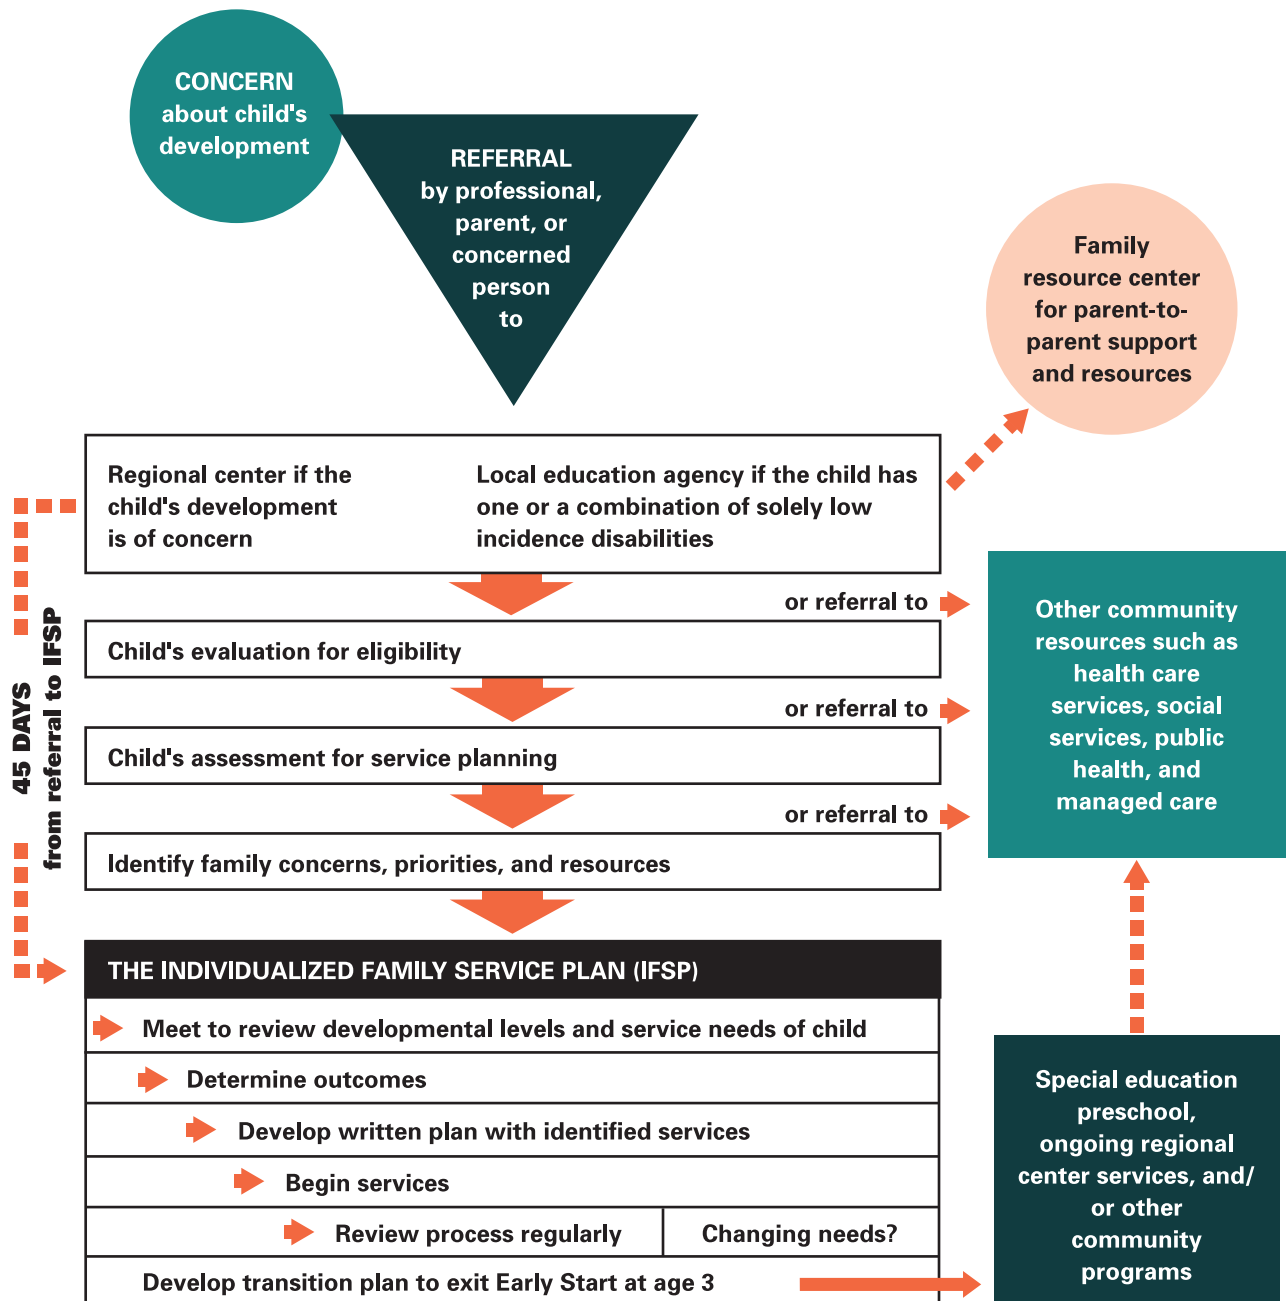 CONCERN
about child's
development
REFERRAL
by professional,
parent, or
concerned
person
to
Family
resource center
for parent-to-
parent support
and resources
Regional center if the
child's development
is of concern
Local education agency if the child has
one or a combination of solely low
incidence disabilities
or referral to
Child's evaluation for eligibility
or referral to
Child's assessment for service planning
or referral to
Identify family concerns, priorities, and resources
Other community
resources such as
health care
services, social
services, public
health, and
managed care
45 DAYS
from referral to IFSP
THE INDIVIDUALIZED FAMILY SERVICE PLAN (IFSP)
Meet to review developmental levels and service needs of child
Determine outcomes
Develop written plan with identified services
Begin services
Review process regularly
Changing needs?
Develop transition plan to exit Early Start at age 3
Special education
preschool,
ongoing regional
center services, and/
or other
community
programs